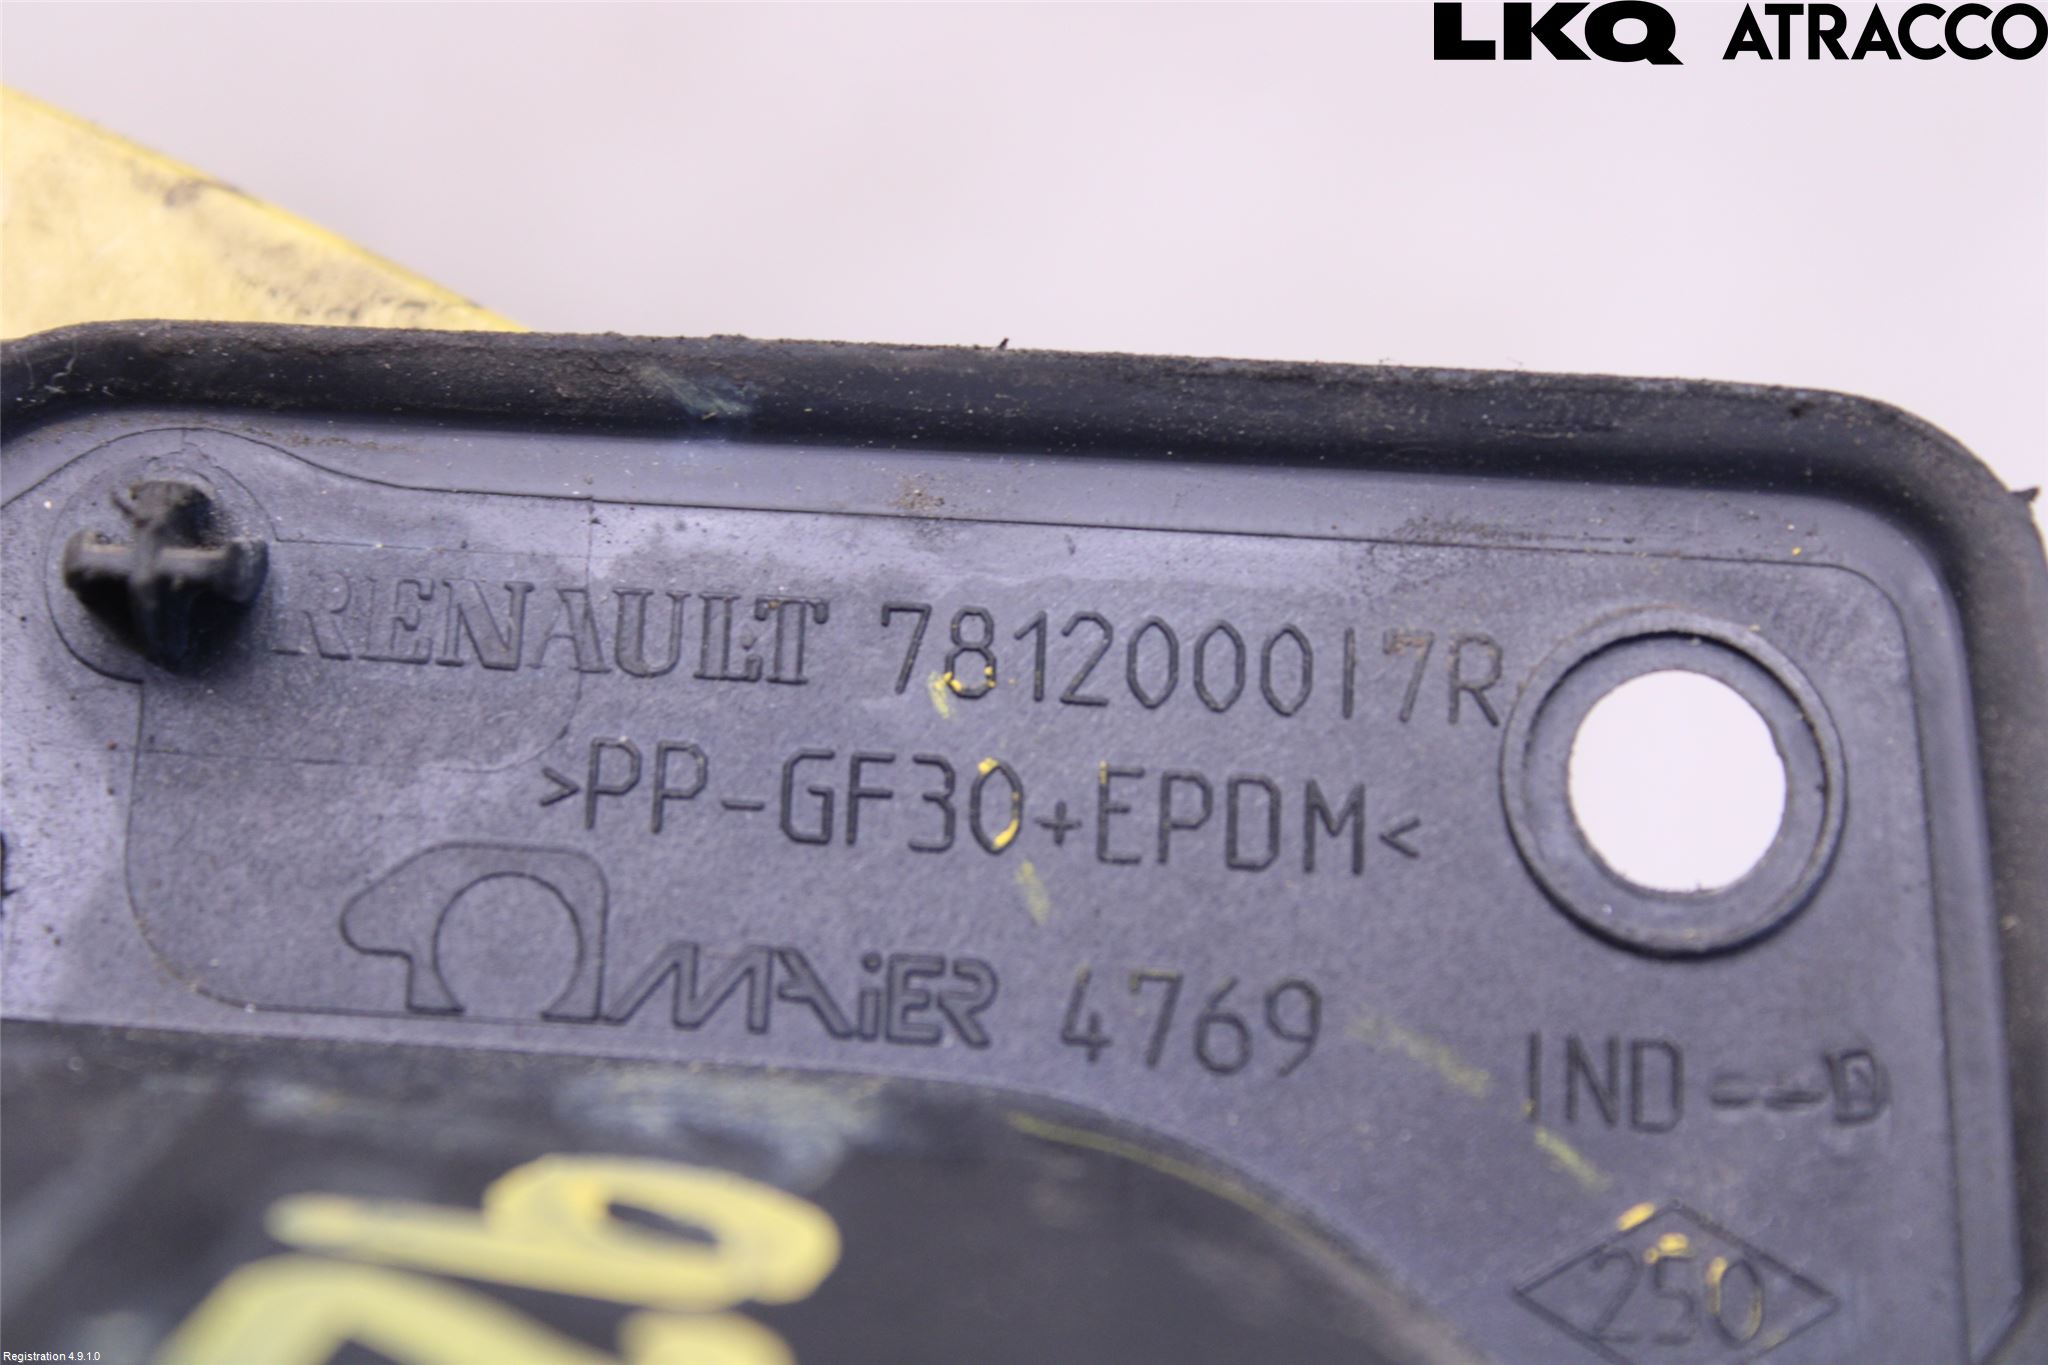 LKQ ATRACCO
RENAULT 781200017R
>PP-GF30+EPDM<
MAiER 4769
IND--D
250
Registration 4.9.1.0